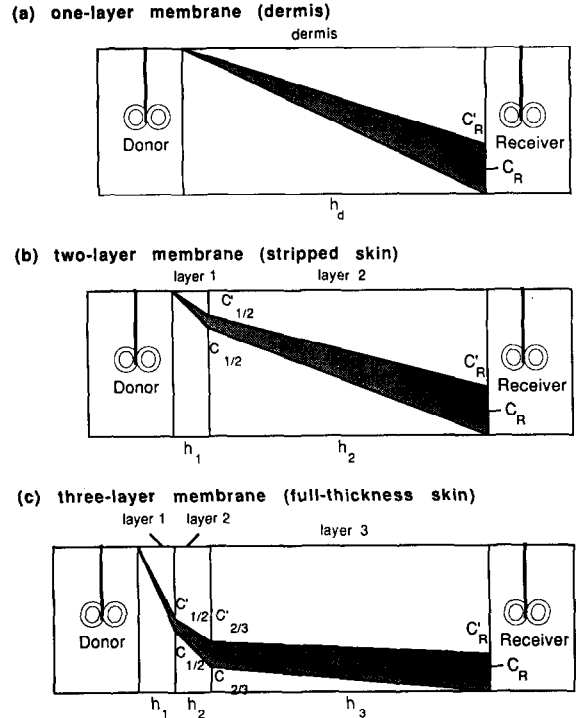 (a) one-layer membrane (dermis)
dermis
Donor
C'R
Receiver
CR
hd
(b) two-layer membrane (stripped skin)
layer 1
layer 2
C'1/2
C1/2
Donor
C'R
Receiver
CR
h1
h2
(c) three-layer membrane (full-thickness skin)
layer 1
layer 2
layer 3
C'1/2
C'2/3
Donor
C1/2
C2/3
C'R
Receiver
CR
h1
h2
h3